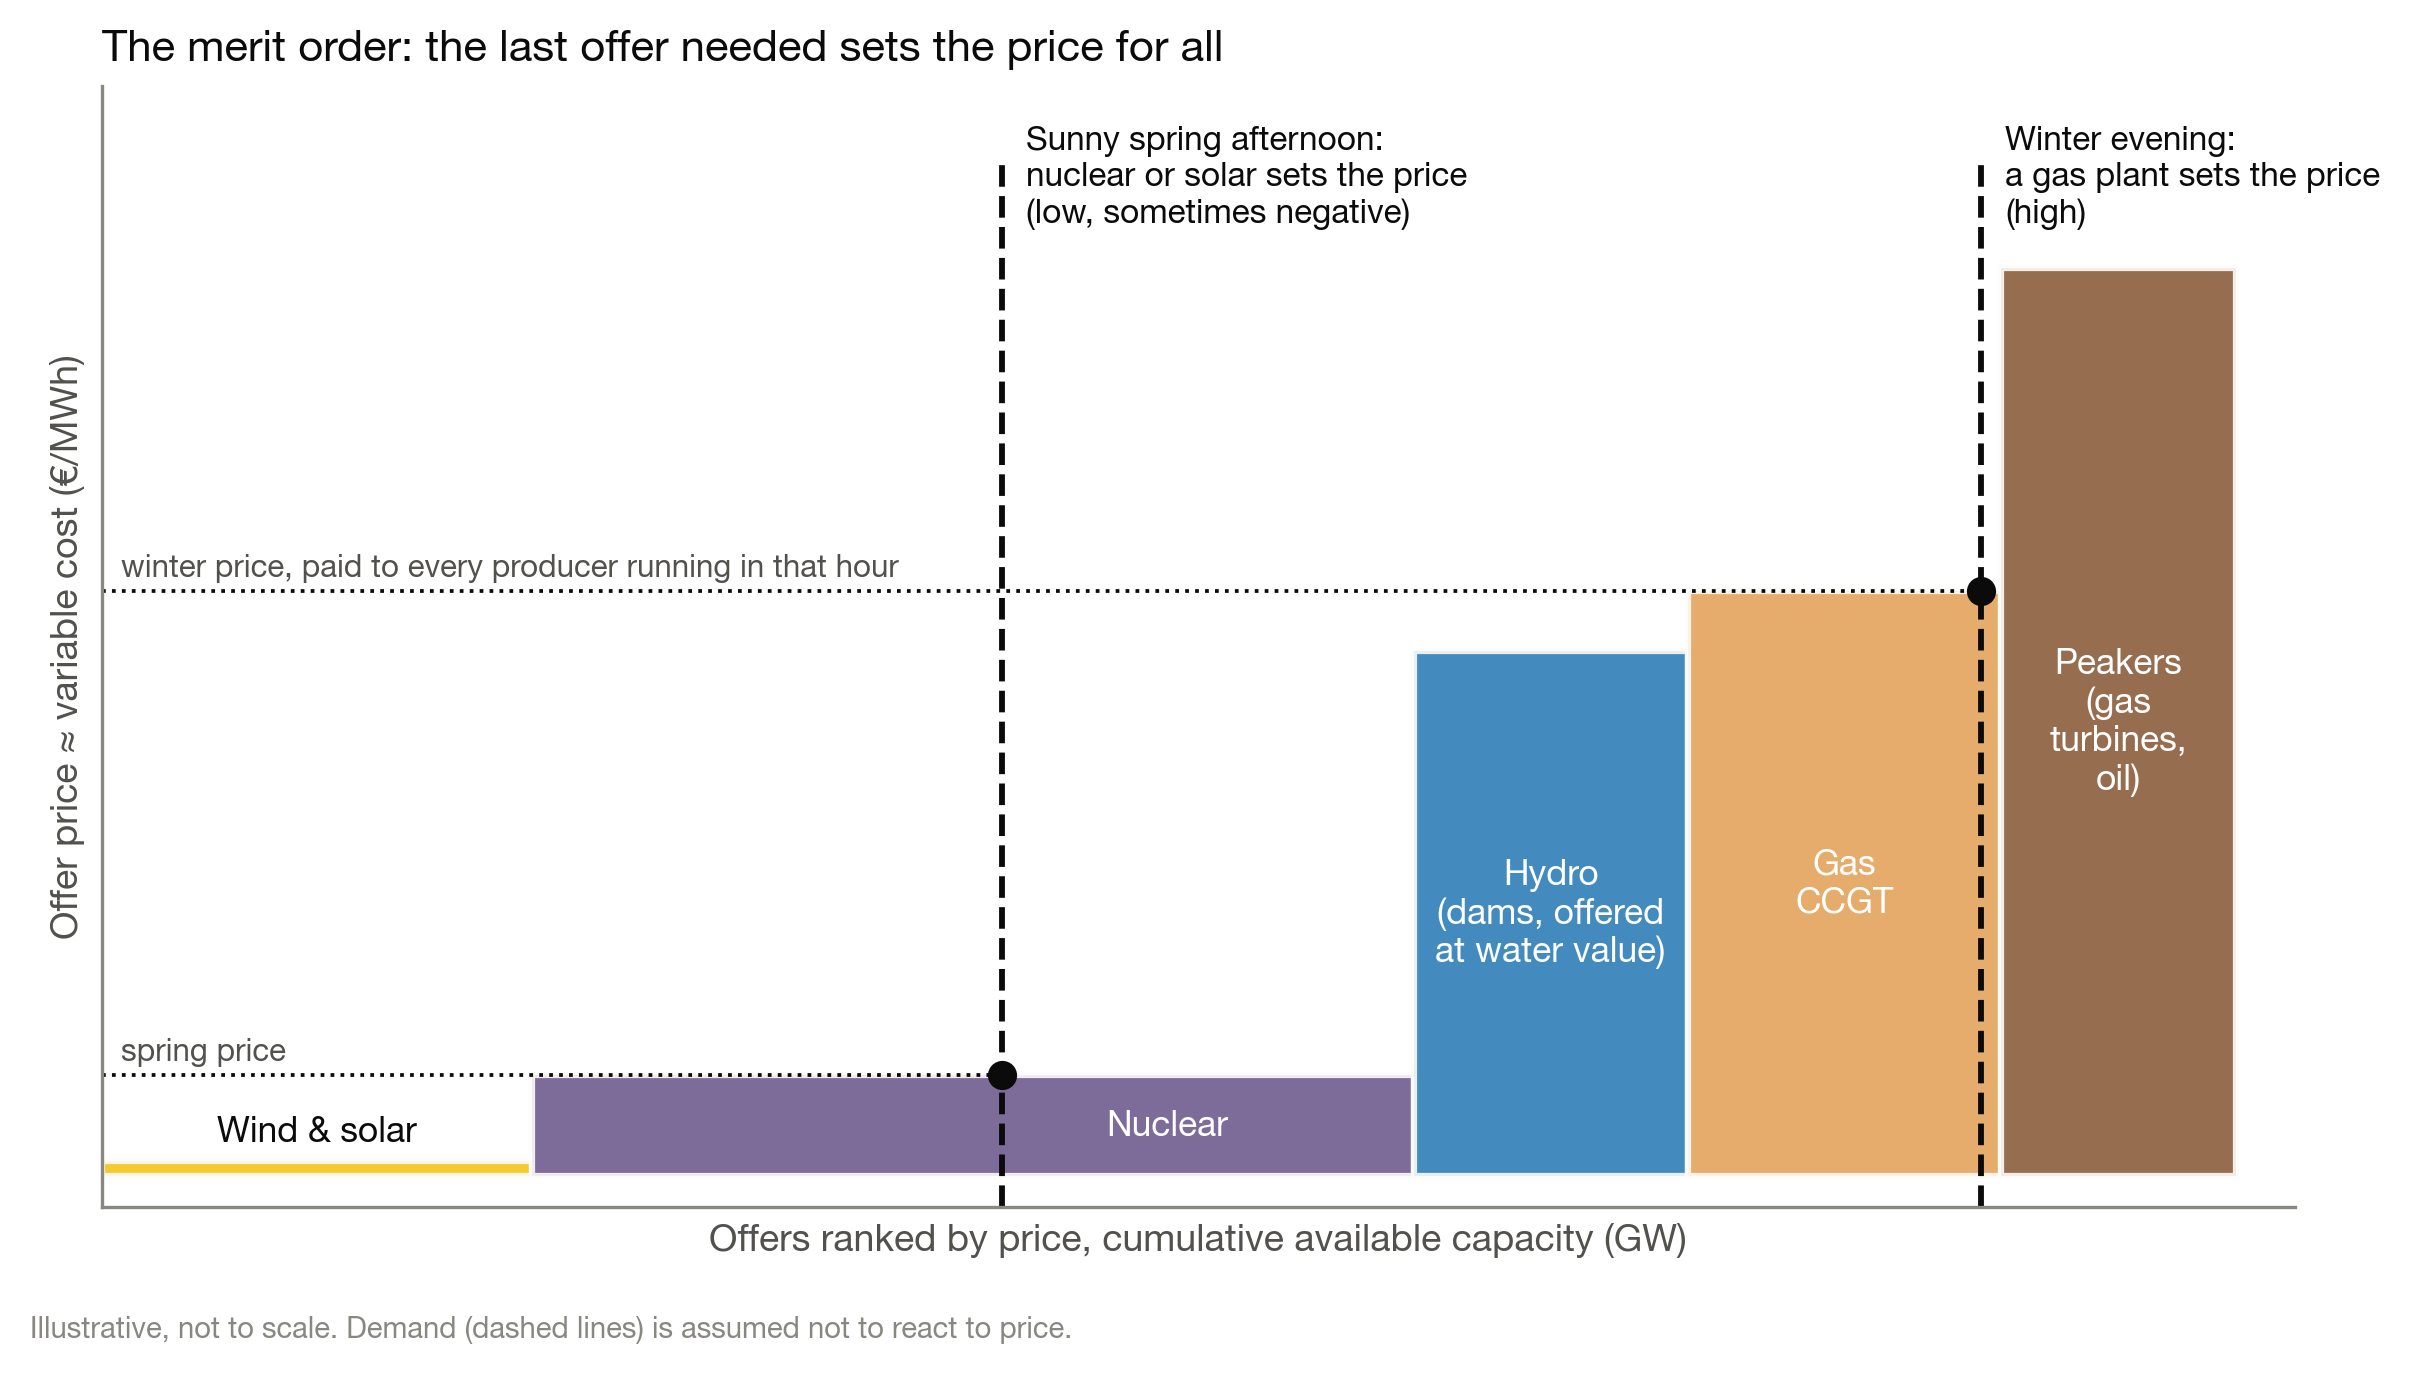 The merit order: the last offer needed sets the price for all
Sunny spring afternoon:
nuclear or solar sets the price
(low, sometimes negative)
Winter evening:
a gas plant sets the price
(high)
Offer price ≈ variable cost (€/MWh)
winter price, paid to every producer running in that hour
spring price
Wind & solar
Nuclear
Hydro
(dams, offered
at water value)
Gas
CCGT
Peakers
(gas
turbines,
oil)
Offers ranked by price, cumulative available capacity (GW)
Illustrative, not to scale. Demand (dashed lines) is assumed not to react to price.